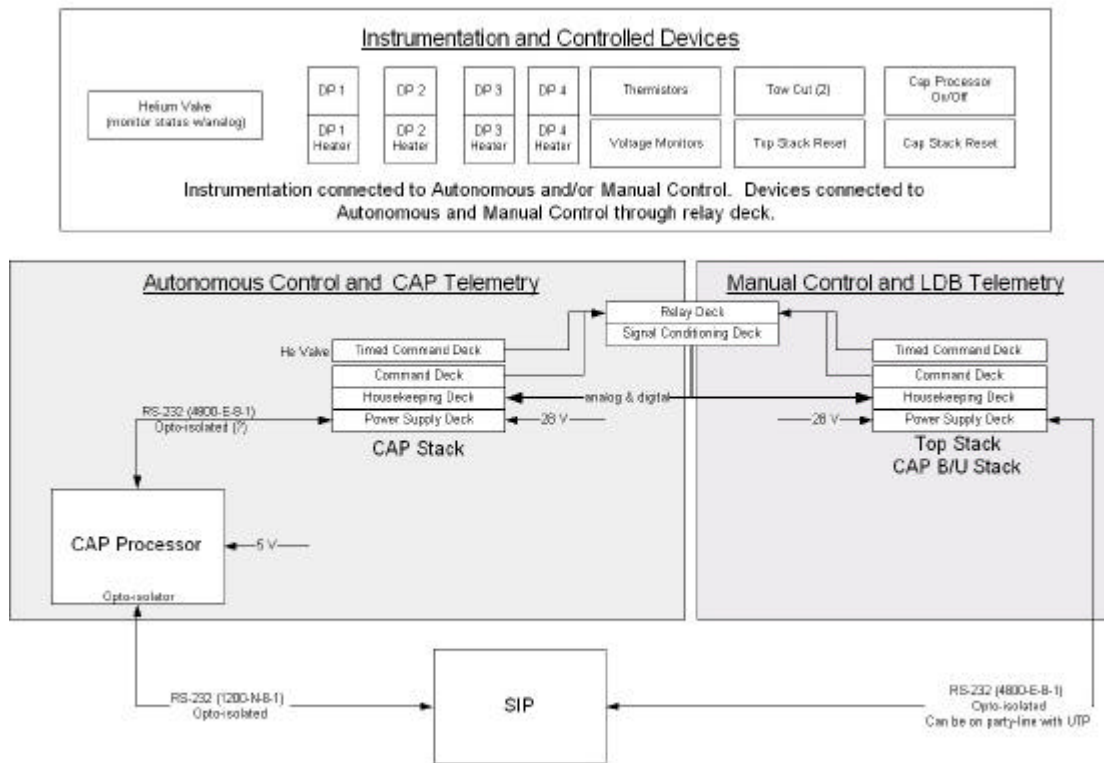 Instrumentation and Controlled Devices
Helium Valve
(monitor status w/analog)
DP 1
DP 2
DP 3
DP 4
Thermistors
Tow Cut (2)
Cap Processor
On/Off
DP 1
Heater
DP 2
Heater
DP 3
Heater
DP 4
Heater
Voltage Monitors
Top Stack Reset
Cap Stack Reset
Instrumentation connected to Autonomous and/or Manual Control. Devices connected to
Autonomous and Manual Control through relay deck.
Autonomous Control and CAP Telemetry
Manual Control and LDB Telemetry
Relay Deck
Signal Conditioning Deck
He Valve
Timed Command Deck
Command Deck
Housekeeping Deck
Power Supply Deck
CAP Stack
analog & digital
28 V
28 V
Timed Command Deck
Command Deck
Housekeeping Deck
Power Supply Deck
Top Stack
CAP B/U Stack
RS-232 (4800-E-8-1)
Opto-isolated (?)
CAP Processor
Opto-isolator
5 V
RS-232 (1200-N-8-1)
Opto-isolated
SIP
RS-232 (4800-E-8-1)
Opto-isolated
Can be on party-line with UTP